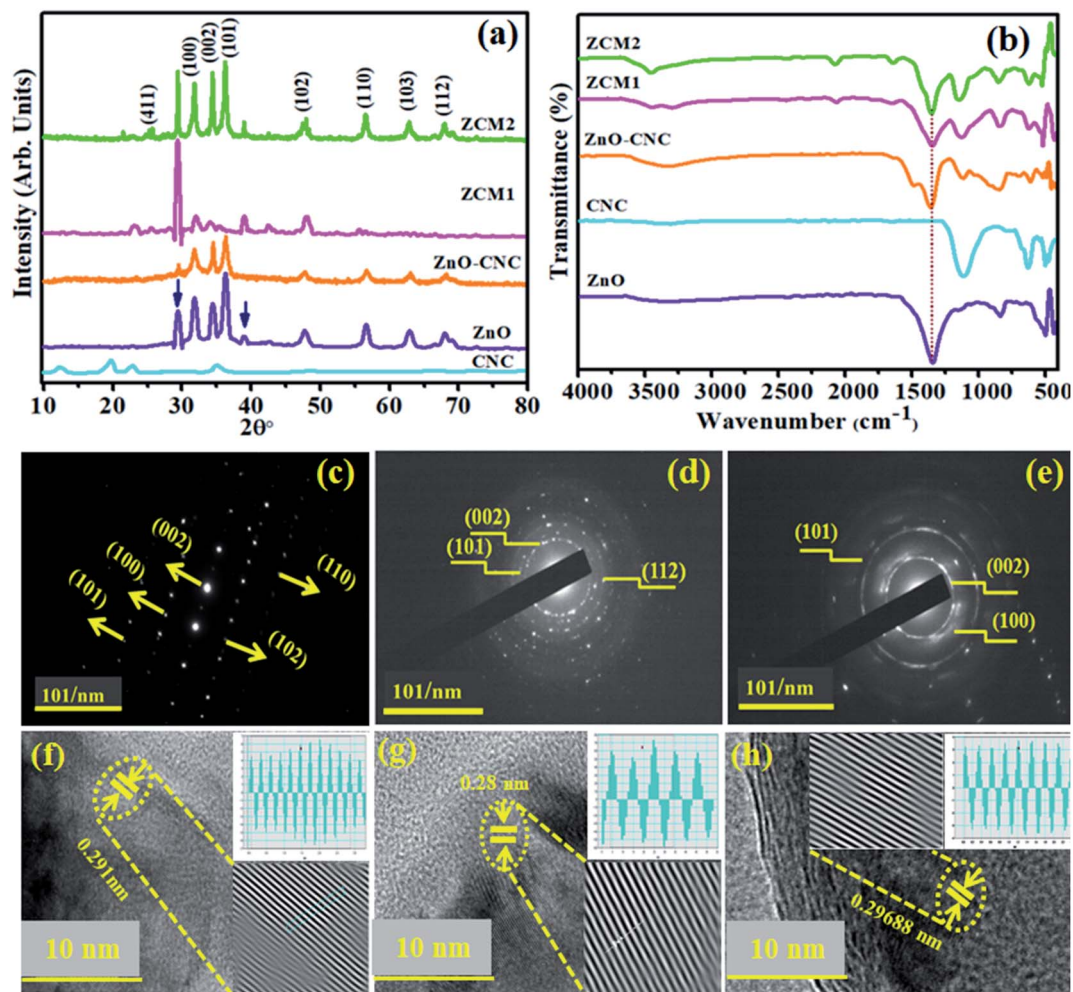 (a)
Intensity (Arb. Units)
(411)
(100)
(002)
(101)
(102)
(110)
(103)
(112)
ZCM2
ZCM1
ZnO-CNC
ZnO
CNC
10 20 30 40 50 60 70 80
2θ°
(b)
Transmittance (%)
ZCM2
ZCM1
ZnO-CNC
CNC
ZnO
4000 3500 3000 2500 2000 1500 1000 500
Wavenumber (cm-1)
(c)
(002)
(100)
(101)
(110)
(102)
101/nm
(d)
(002)
(101)
(112)
101/nm
(e)
(101)
(002)
(100)
101/nm
(f)
0.291nm
10 nm
(g)
0.28 nm
10 nm
(h)
0.29688 nm
10 nm